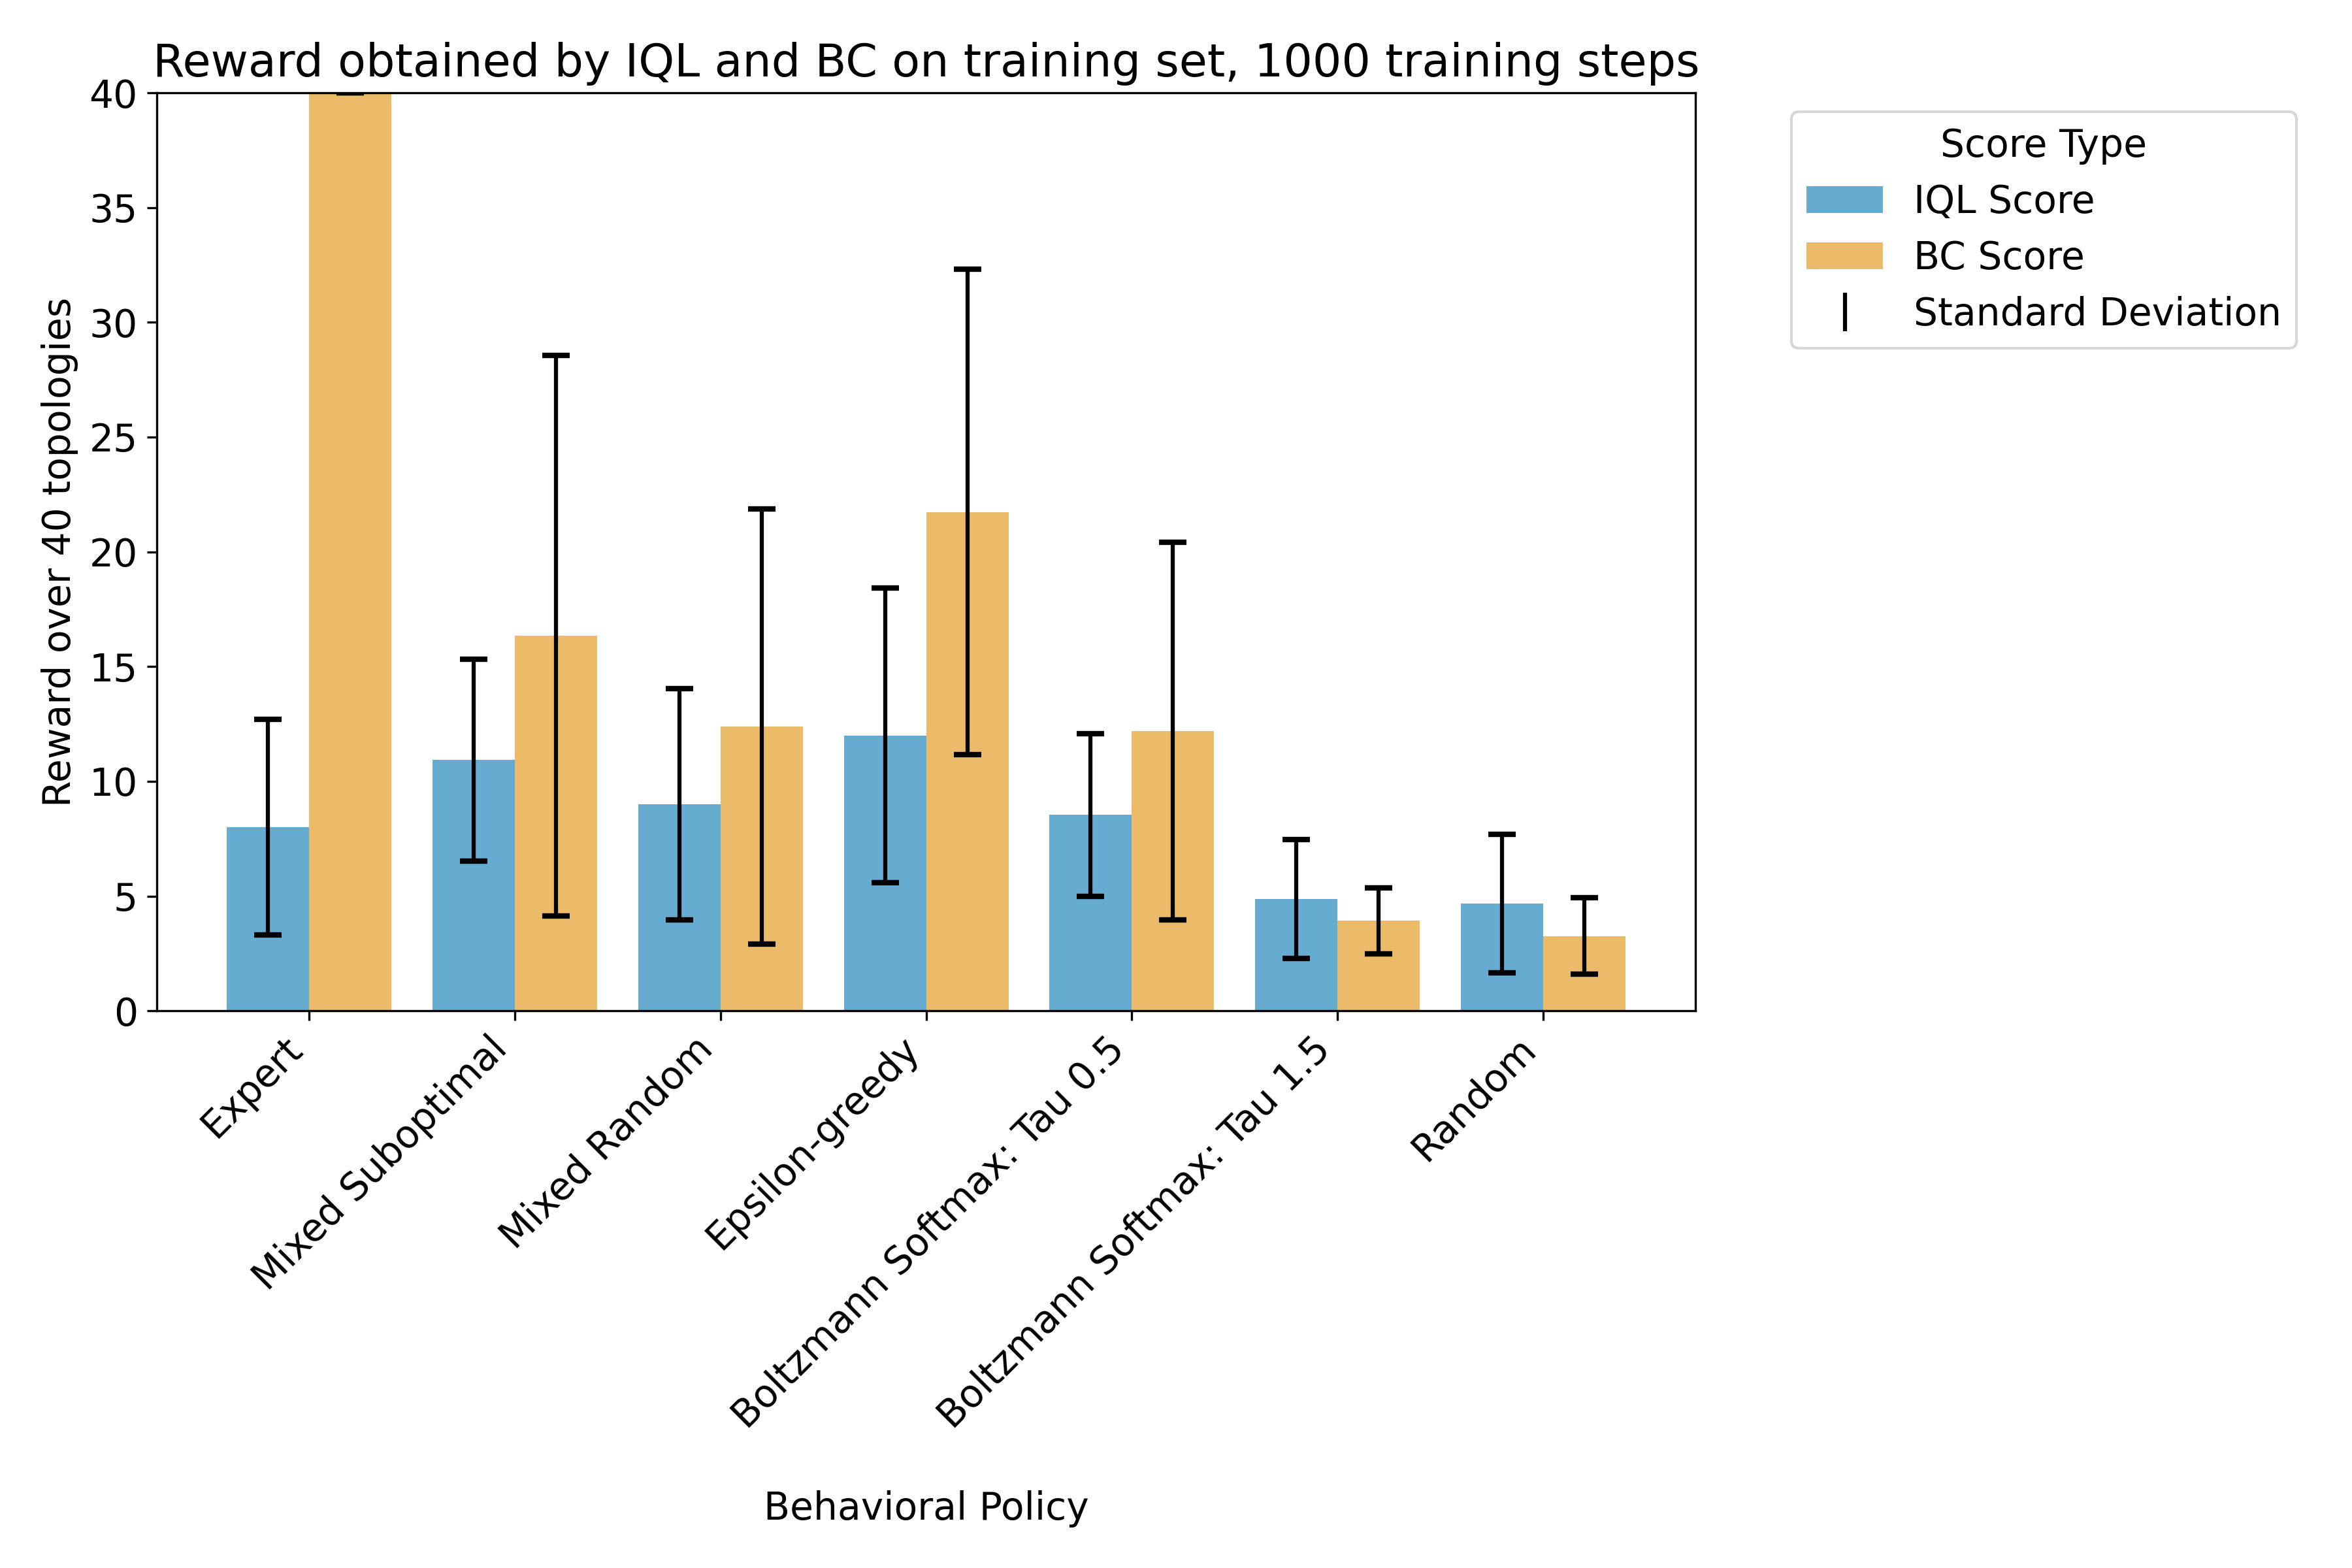 Reward obtained by IQL and BC on training set, 1000 training steps
Reward over 40 topologies
40
35
30
25
20
15
10
5
0
Score Type
IQL Score
BC Score
Standard Deviation
Expert
Mixed Suboptimal
Mixed Random
Epsilon-greedy
Boltzmann Softmax: Tau 0.5
Boltzmann Softmax: Tau 1.5
Random
Behavioral Policy